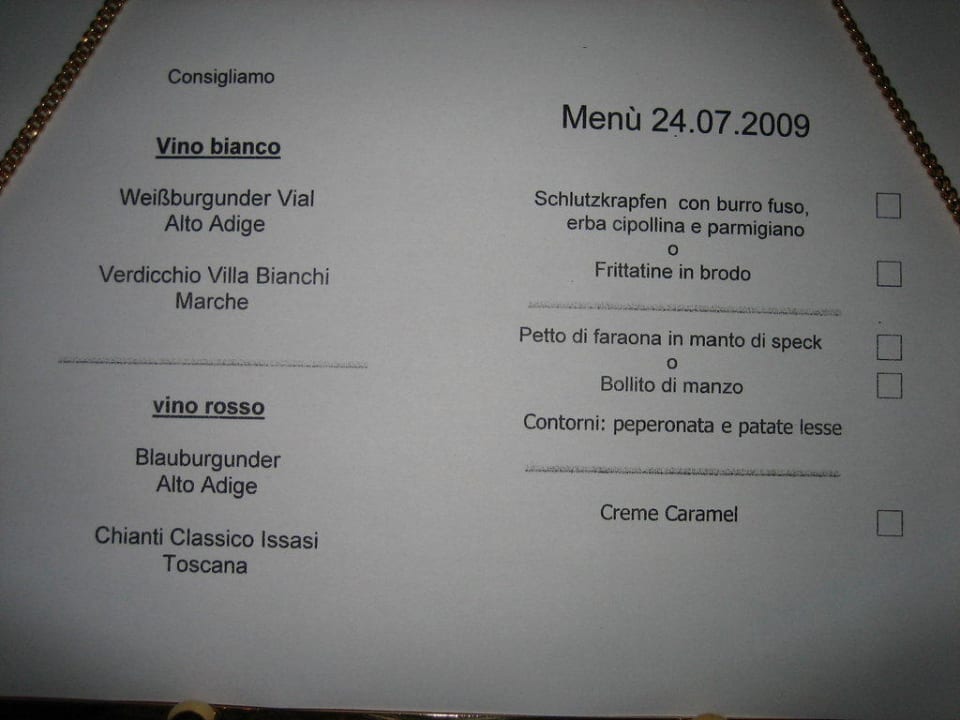 Consigliamo
Vino bianco
Weißburgunder Vial
Alto Adige
Verdicchio Villa Bianchi
Marche
vino rosso
Blauburgunder
Alto Adige
Chianti Classico Issasi
Toscana
Menù 24.07.2009
Schlutzkrapfen con burro fuso,
erba cipollina e parmigiano
o
Frittatine in brodo
Petto di faraona in manto di speck
o
Bollito di manzo
Contorni: peperonata e patate lesse
Creme Caramel